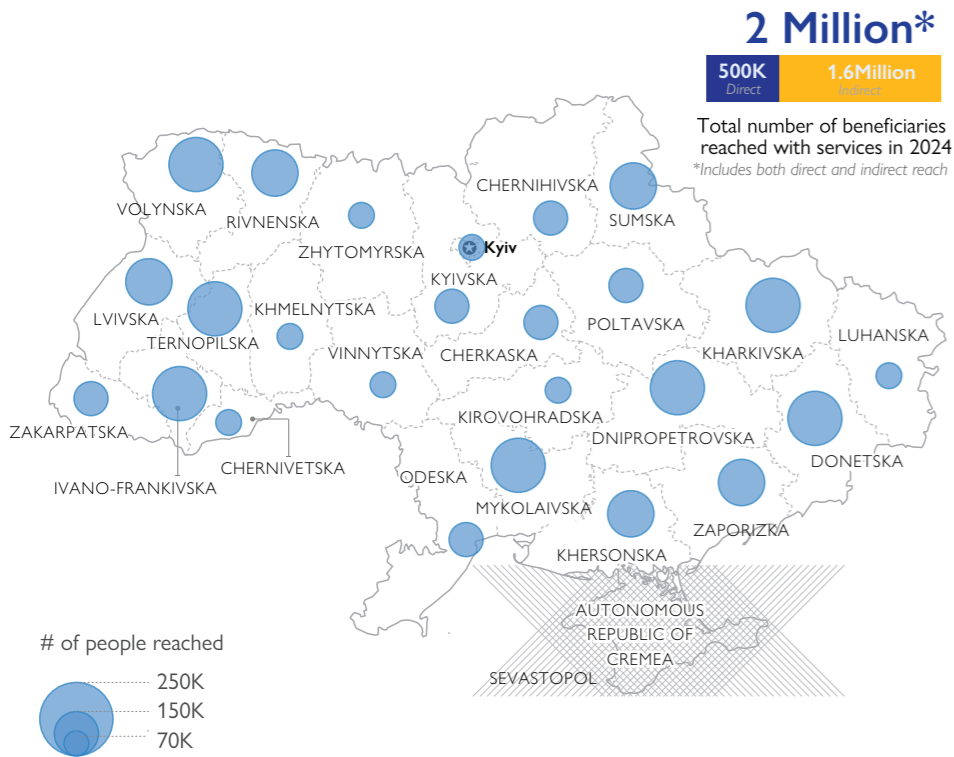 2 Million*
500K
Direct
1.6Million
Indirect
Total number of beneficiaries
reached with services in 2024
*Includes both direct and indirect reach
VOLYNSKA
RIVNENSKA
ZHYTOMYRSKA
CHERNIHIVSKA
SUMSKA
Kyiv
KYIVSKA
LVIVSKA
TERNOPILSKA
KHMELNYTSKA
VINNYTSKA
CHERKASKA
POLTAVSKA
KHARKIVSKA
LUHANSKA
ZAKARPATSKA
IVANO-FRANKIVSKA
CHERNIVETSKA
KIROVOHRADSKA
DNIPROPETROVSKA
DONETSKA
ODESKA
MYKOLAIVSKA
KHERSONSKA
ZAPORIZKA
AUTONOMOUS
REPUBLIC OF
CREMEA
SEVASTOPOL
# of people reached
250K
150K
70K